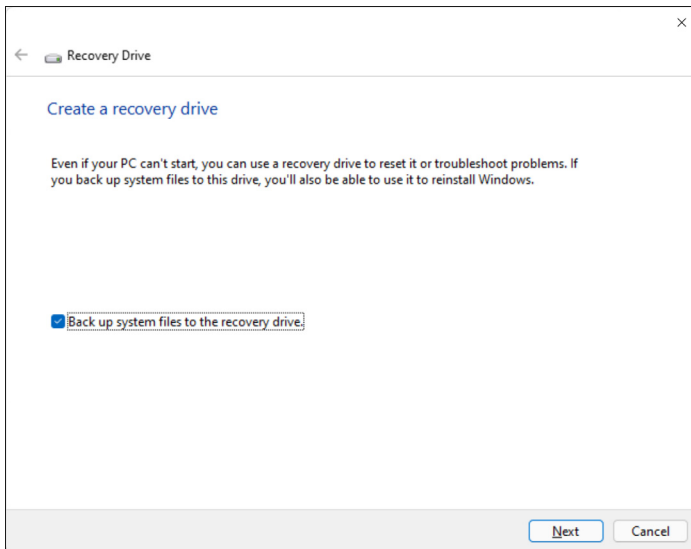 Recovery Drive
Create a recovery drive
Even if your PC can't start, you can use a recovery drive to reset it or troubleshoot problems. If
you back up system files to this drive, you'll also be able to use it to reinstall Windows.
Back up system files to the recovery drive.
Next
Cancel